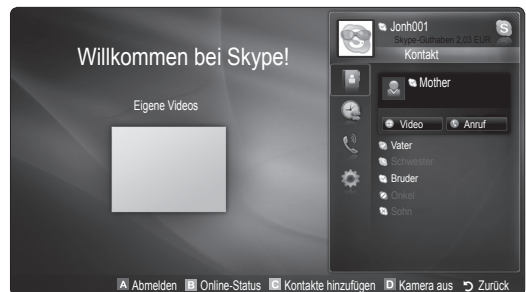 Willkommen bei Skype!
Eigene Videos
Jonh001
Skype-Guthaben 2,03 EUR
Kontakt
Mother
Video
Anruf
Vater
Schwester
Bruder
Onkel
Sohn
A Abmelden B Online-Status C Kontakte hinzufügen D Kamera aus Zurück